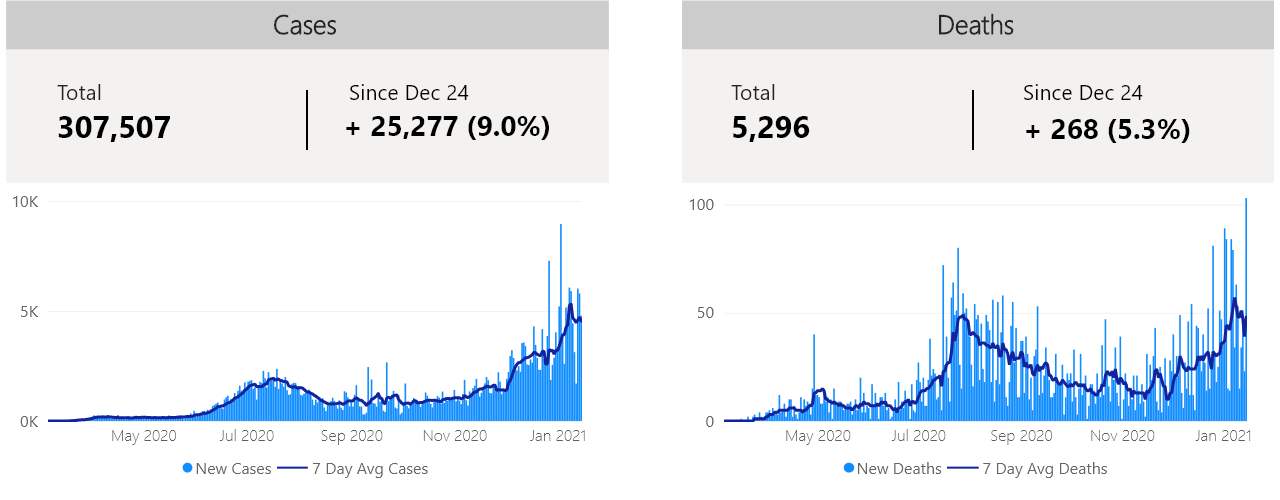 Cases
Total
307,507
Since Dec 24
+ 25,277 (9.0%)
10K
5K
0K
May 2020 Jul 2020 Sep 2020 Nov 2020 Jan 2021
New Cases 7 Day Avg Cases
Deaths
Total
5,296
Since Dec 24
+ 268 (5.3%)
100
50
0
May 2020 Jul 2020 Sep 2020 Nov 2020 Jan 2021
New Deaths 7 Day Avg Deaths